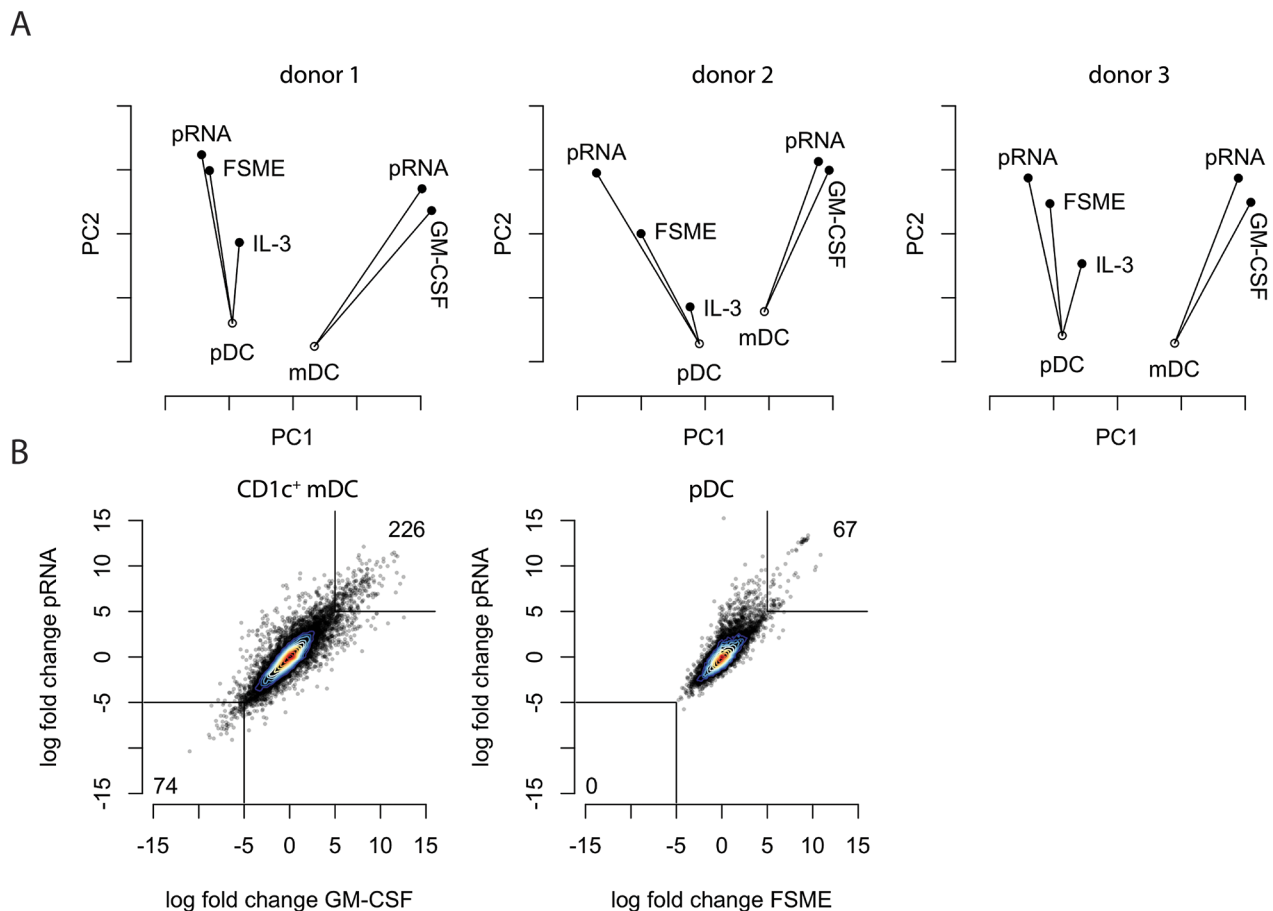 A
donor 1
donor 2
donor 3
pRNA
FSME
IL-3
pDC
mDC
pRNA
GM-CSF
PC2
PC1
pRNA
FSME
IL-3
pDC
mDC
pRNA
GM-CSF
PC2
PC1
pRNA
FSME
IL-3
pDC
mDC
pRNA
GM-CSF
PC2
PC1
B
CD1c⁺ mDC
226
74
log fold change pRNA
15
10
5
0
-5
-15
-15
-5
0
5
10
15
log fold change GM-CSF
pDC
67
0
log fold change pRNA
15
10
5
0
-5
-15
-15
-5
0
5
10
15
log fold change FSME